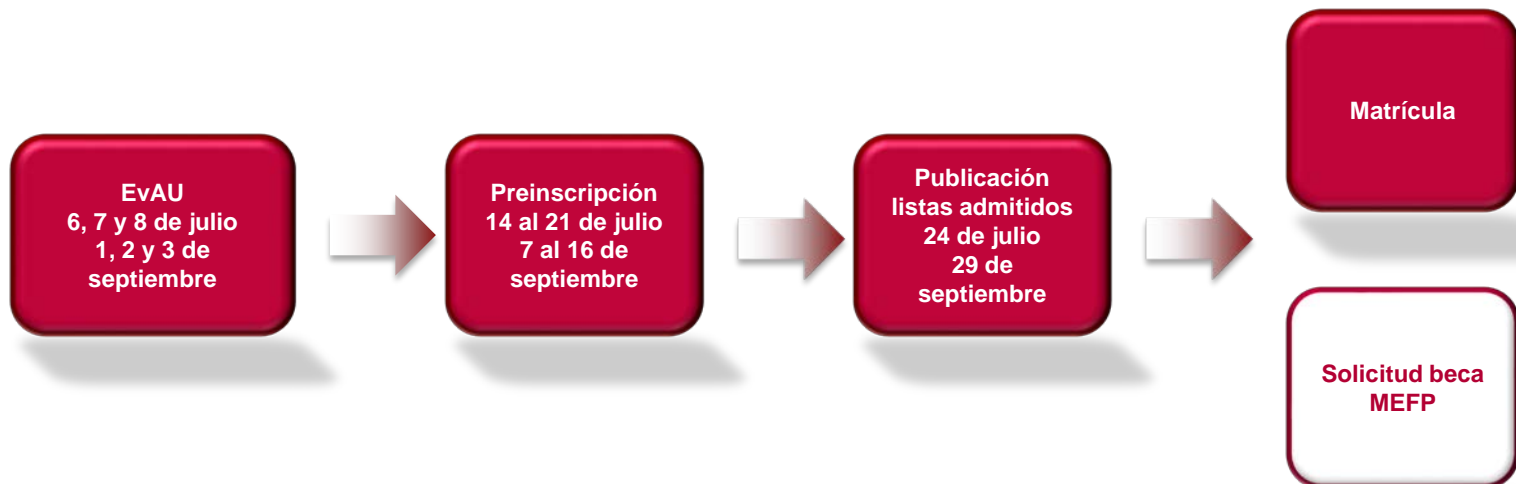 EvAU
6, 7 y 8 de julio
1, 2 y 3 de
septiembre
Preinscripción
14 al 21 de julio
7 al 16 de
septiembre
Publicación
listas admitidos
24 de julio
29 de
septiembre
Matrícula
Solicitud beca
MEFP